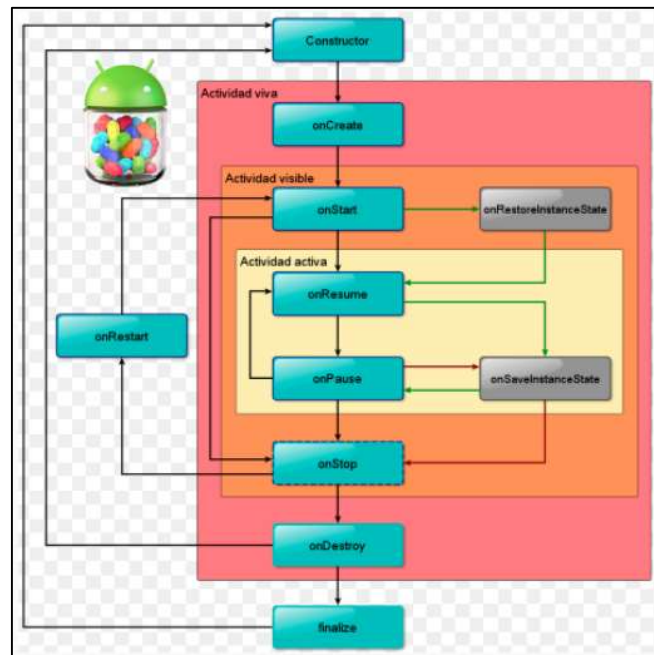 Constructor
Actividad viva
onCreate
Actividad visible
onStart
onRestoreInstanceState
Actividad activa
onResume
onRestart
onPause
onSaveInstanceState
onStop
onDestroy
finalize